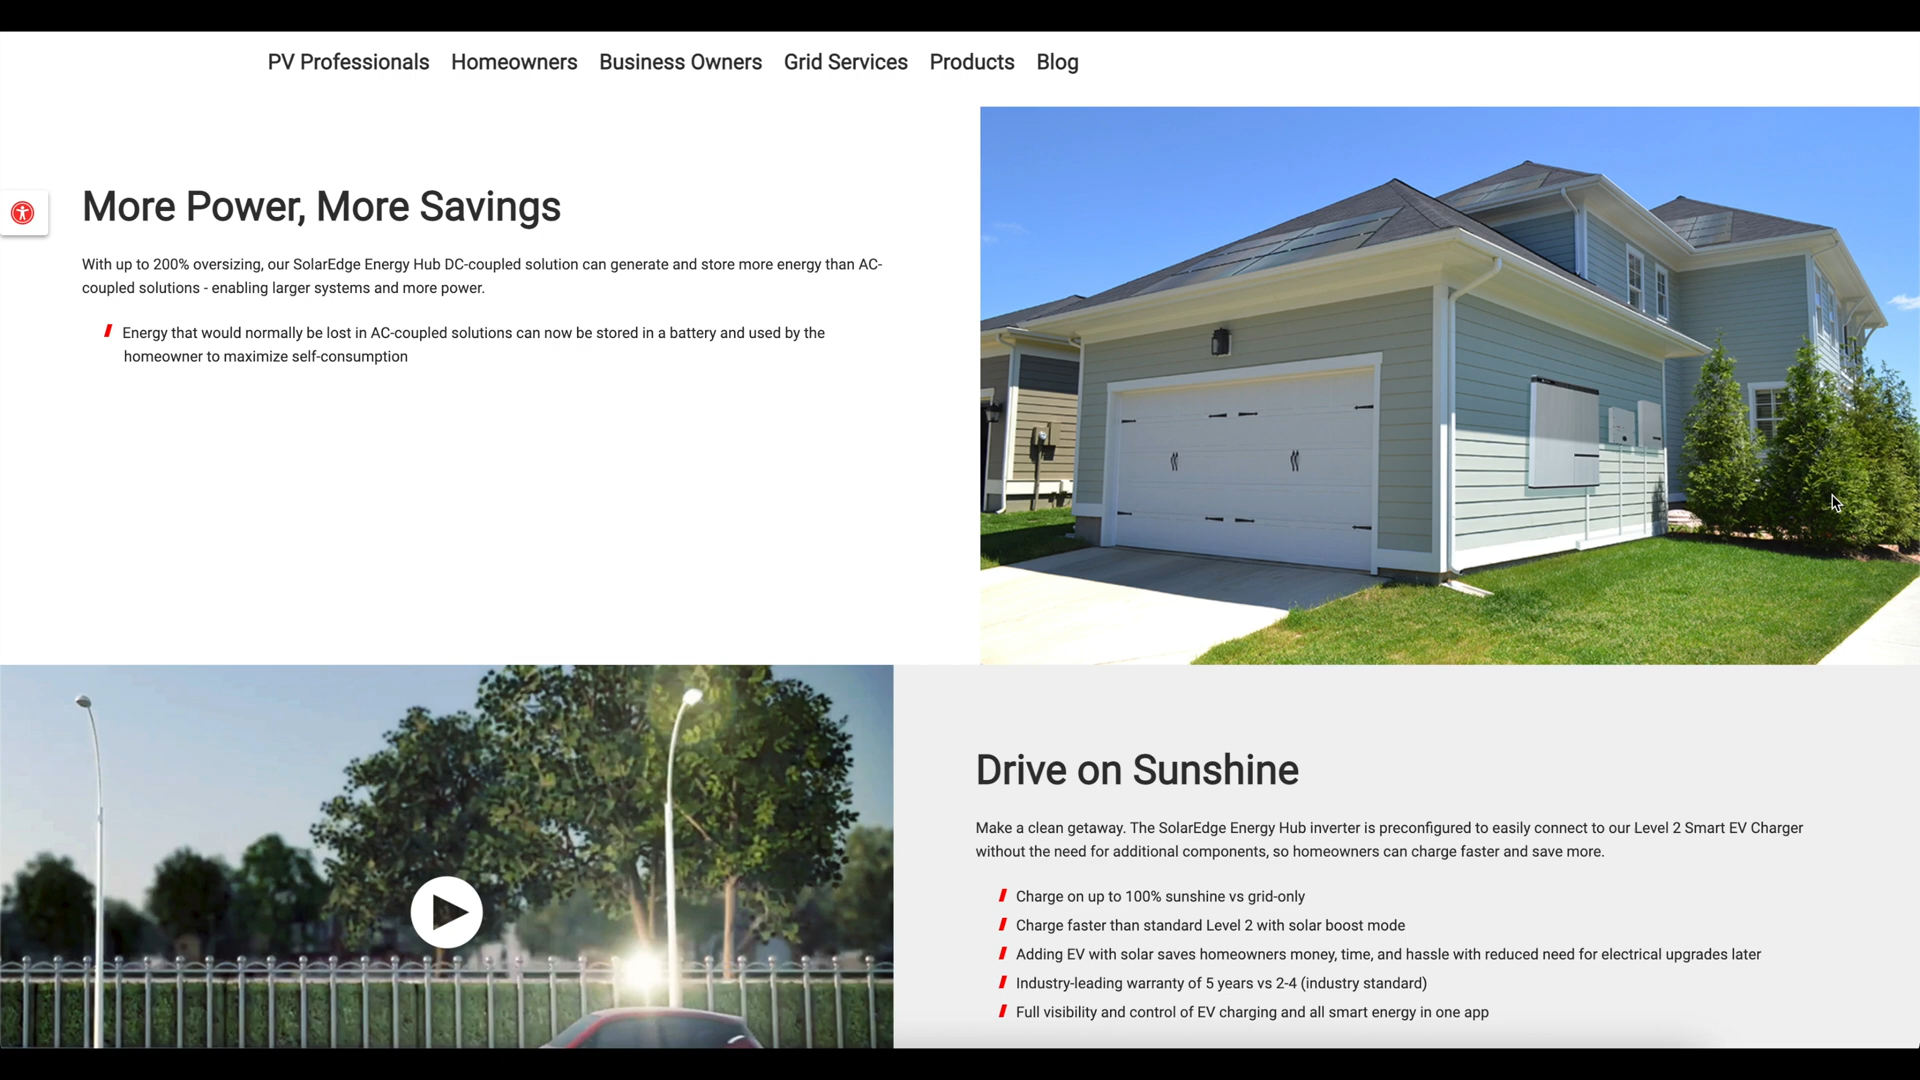 PV Professionals Homeowners Business Owners Grid Services Products Blog
More Power, More Savings
With up to 200% oversizing, our SolarEdge Energy Hub DC-coupled solution can generate and store more energy than AC-
coupled solutions - enabling larger systems and more power.
Energy that would normally be lost in AC-coupled solutions can now be stored in a battery and used by the
homeowner to maximize self-consumption
Drive on Sunshine
Make a clean getaway. The SolarEdge Energy Hub inverter is preconfigured to easily connect to our Level 2 Smart EV Charger
without the need for additional components, so homeowners can charge faster and save more.
Charge on up to 100% sunshine vs grid-only
Charge faster than standard Level 2 with solar boost mode
Adding EV with solar saves homeowners money, time, and hassle with reduced need for electrical upgrades later
Industry-leading warranty of 5 years vs 2-4 (industry standard)
Full visibility and control of EV charging and all smart energy in one app